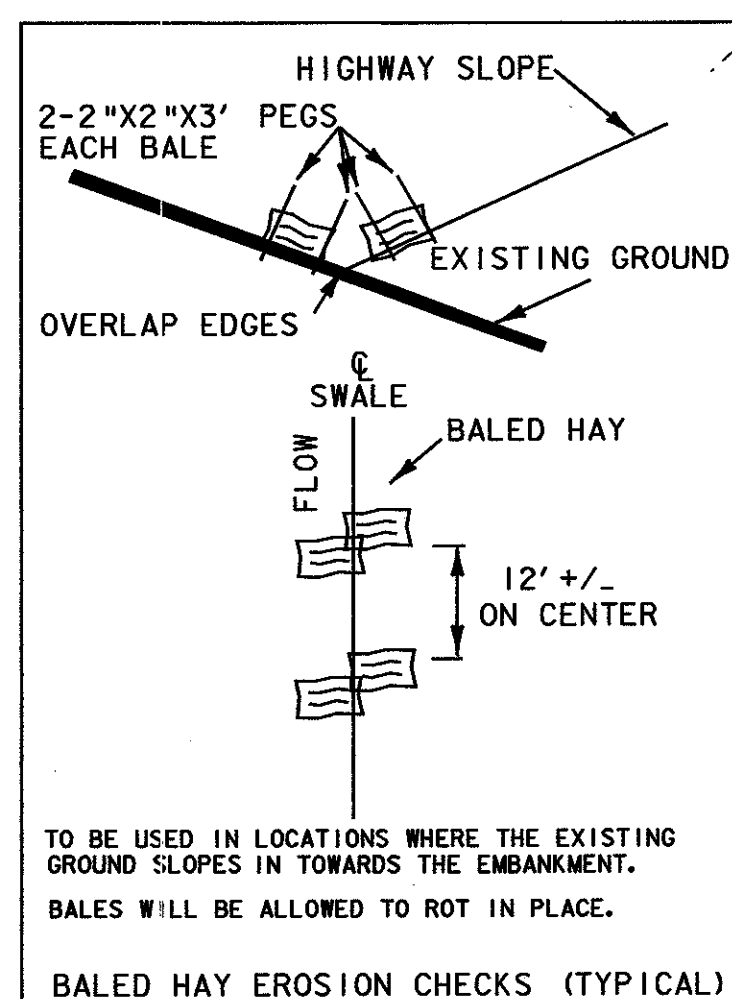 HIGHWAY SLOPE
2-2"X2"X3' PEGS
EACH BALE
EXISTING GROUND
OVERLAP EDGES
℄
SWALE
FLOW
BALED HAY
12' +/_
ON CENTER
TO BE USED IN LOCATIONS WHERE THE EXISTING
GROUND SLOPES IN TOWARDS THE EMBANKMENT.
BALES WILL BE ALLOWED TO ROT IN PLACE.
BALED HAY EROSION CHECKS (TYPICAL)